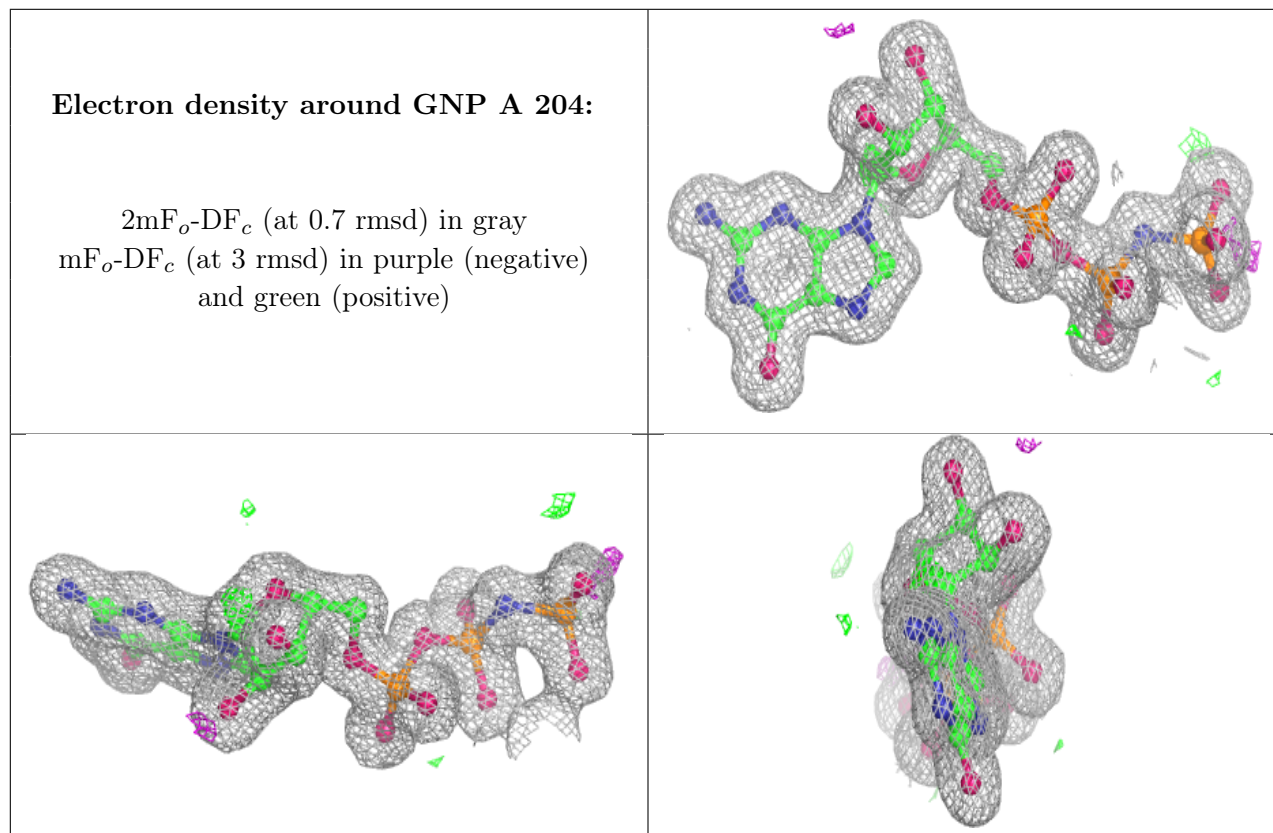 Electron density around GNP A 204:
2mFo-DFc (at 0.7 rmsd) in gray
mFo-DFc (at 3 rmsd) in purple (negative)
and green (positive)